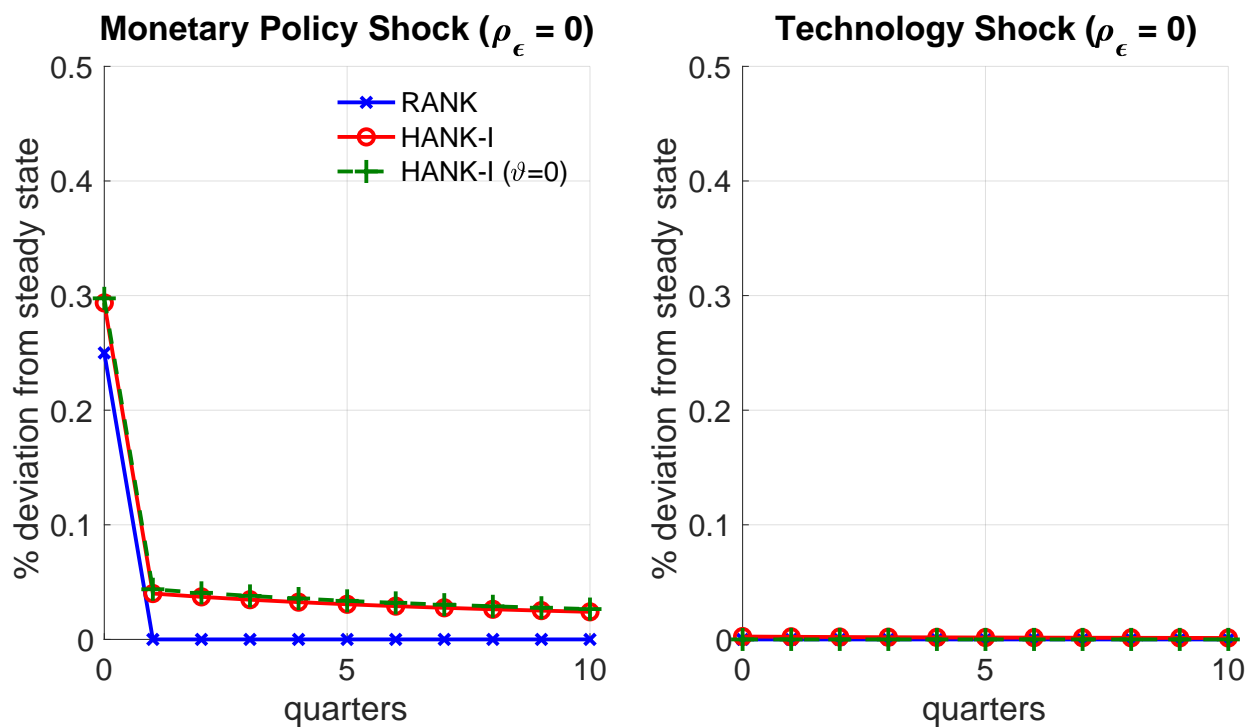 Monetary Policy Shock (ρ_ϵ = 0)
% deviation from steady state
0.5
0.4
0.3
0.2
0.1
0
RANK
HANK-I
HANK-I (ϑ=0)
0
5
10
quarters
Technology Shock (ρ_ϵ = 0)
% deviation from steady state
0.5
0.4
0.3
0.2
0.1
0
0
5
10
quarters